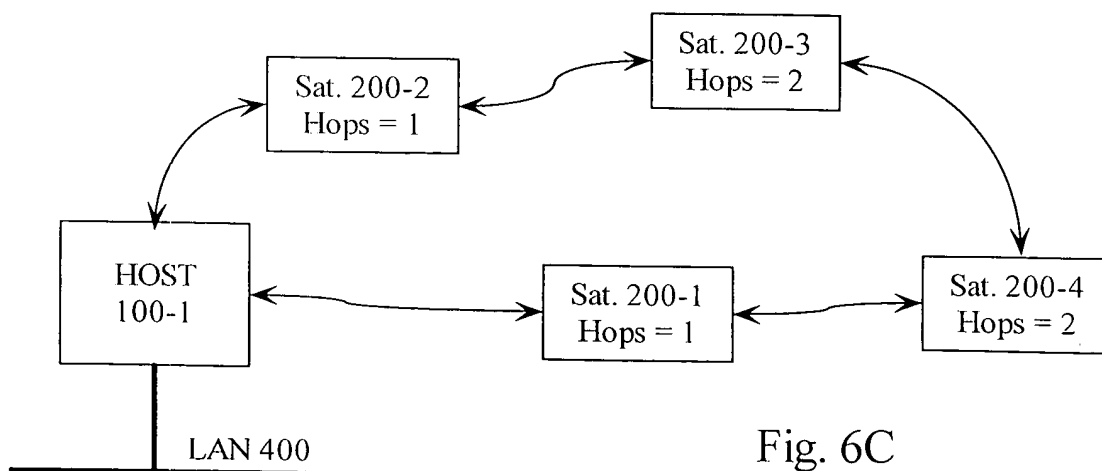 Sat. 200-3
Hops = 2
Sat. 200-2
Hops = 1
HOST
100-1
Sat. 200-1
Hops = 1
Sat. 200-4
Hops = 2
LAN 400
Fig. 6C